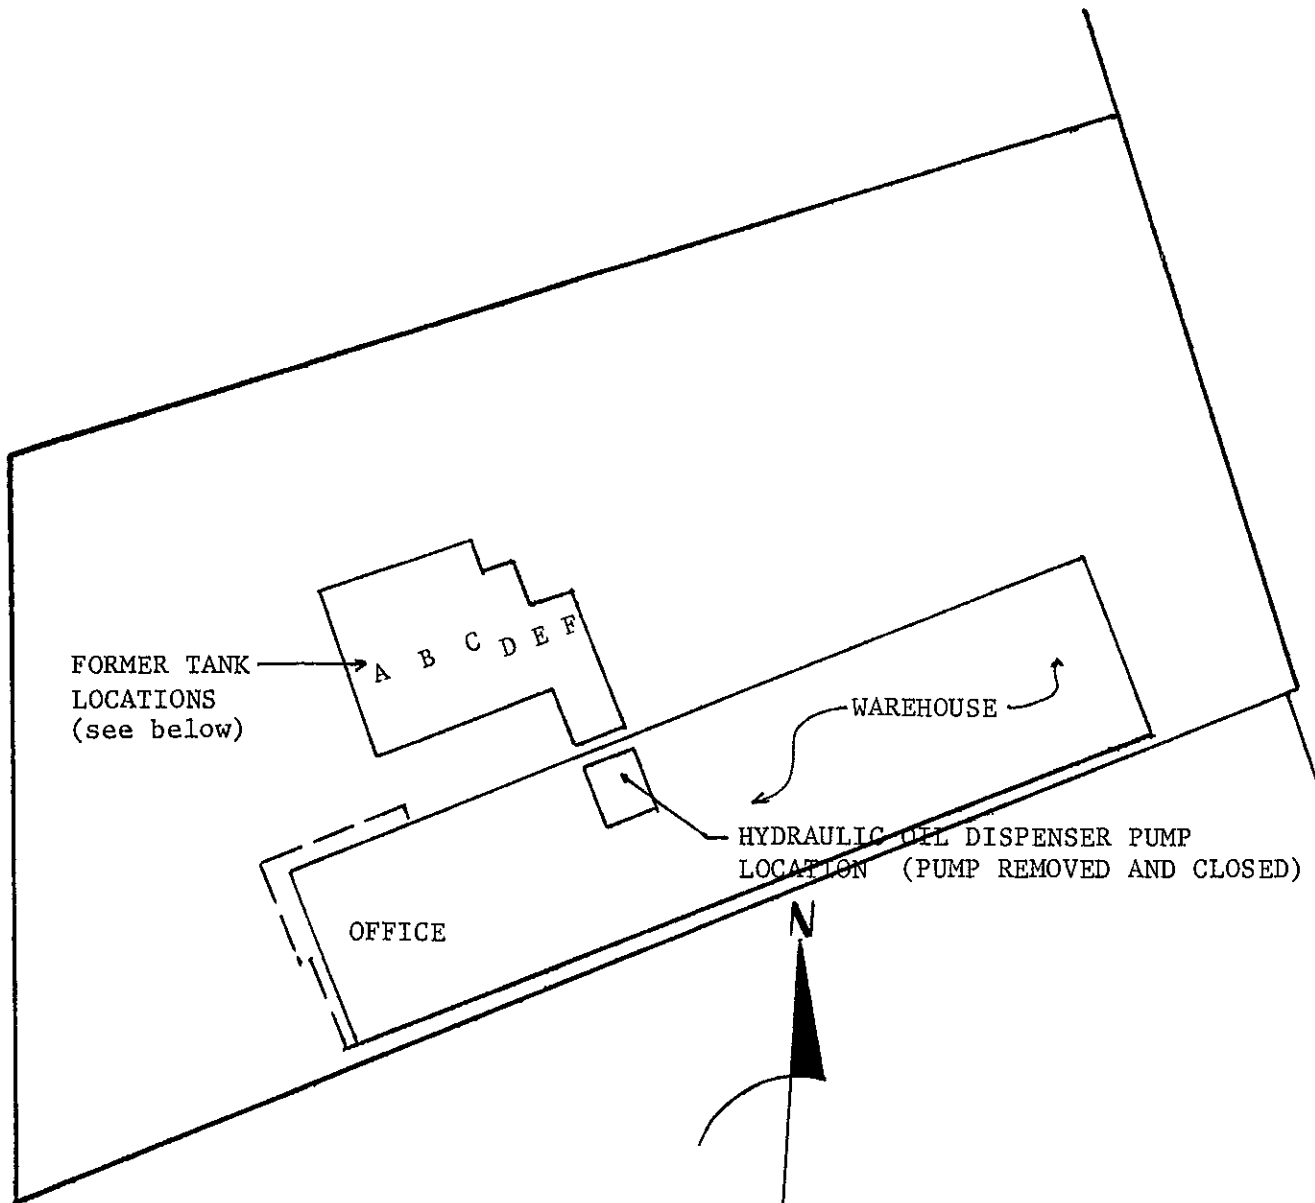 A B C D E F
FORMER TANK
LOCATIONS
(see below)
WAREHOUSE
HYDRAULIC OIL DISPENSER PUMP
LOCATION (PUMP REMOVED AND CLOSED)
OFFICE
N